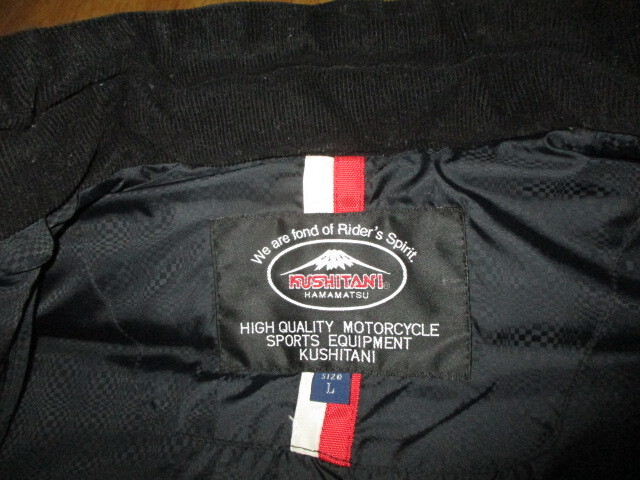 We are fond of Rider's Spirit.
KUSHITANI®
HAMAMATSU
HIGH QUALITY MOTORCYCLE
SPORTS EQUIPMENT
KUSHITANI
SIZE
L